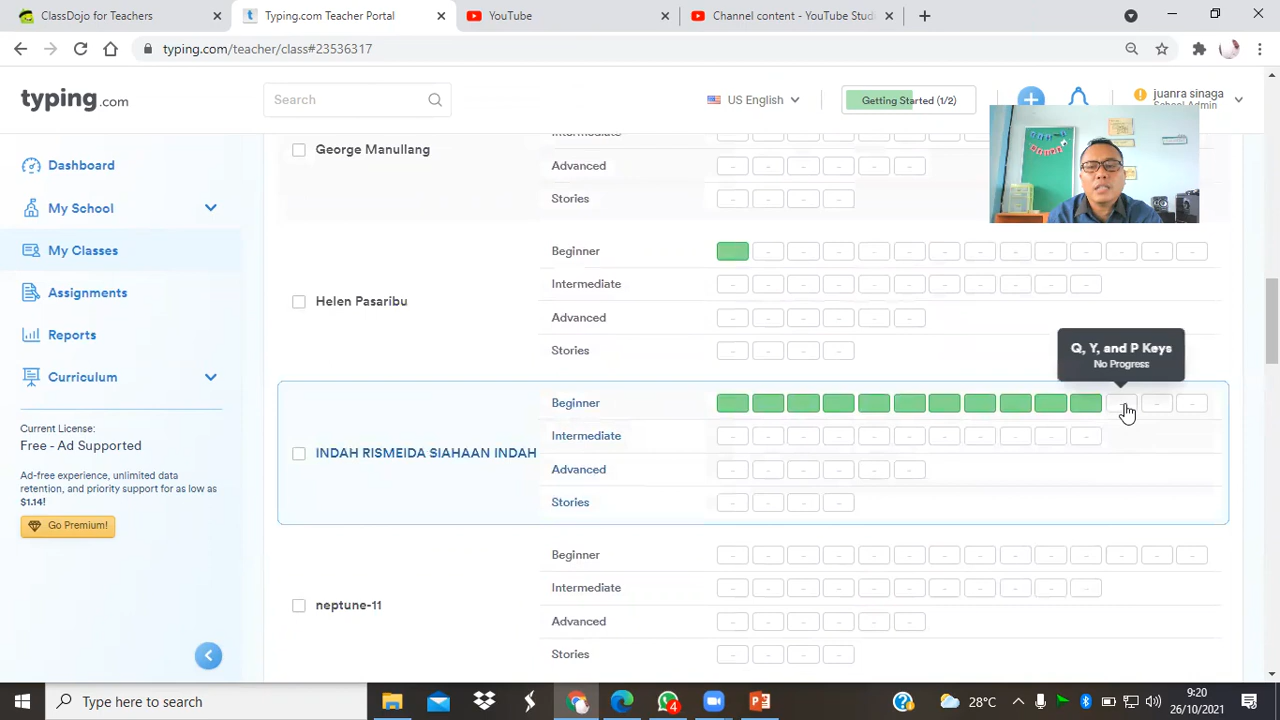 ClassDojo for Teachers
Typing.com Teacher Portal
YouTube
Channel content - YouTube Stud
typing.com/teacher/class#23536317
typing.com
Search
US English
Getting Started (1/2)
juanra sinaga
School Admin
Dashboard
My School
My Classes
Assignments
Reports
Curriculum
Current License:
Free - Ad Supported
Ad-free experience, unlimited data
retention, and priority support for as low as
$1.14!
Go Premium!
George Manullang
Intermediate
Advanced
Stories
Helen Pasaribu
Beginner
Intermediate
Advanced
Stories
Q, Y, and P Keys
No Progress
INDAH RISMEIDA SIAHAAN INDAH
Beginner
Intermediate
Advanced
Stories
neptune-11
Beginner
Intermediate
Advanced
Stories
Type here to search
4
28°C
9:20
26/10/2021